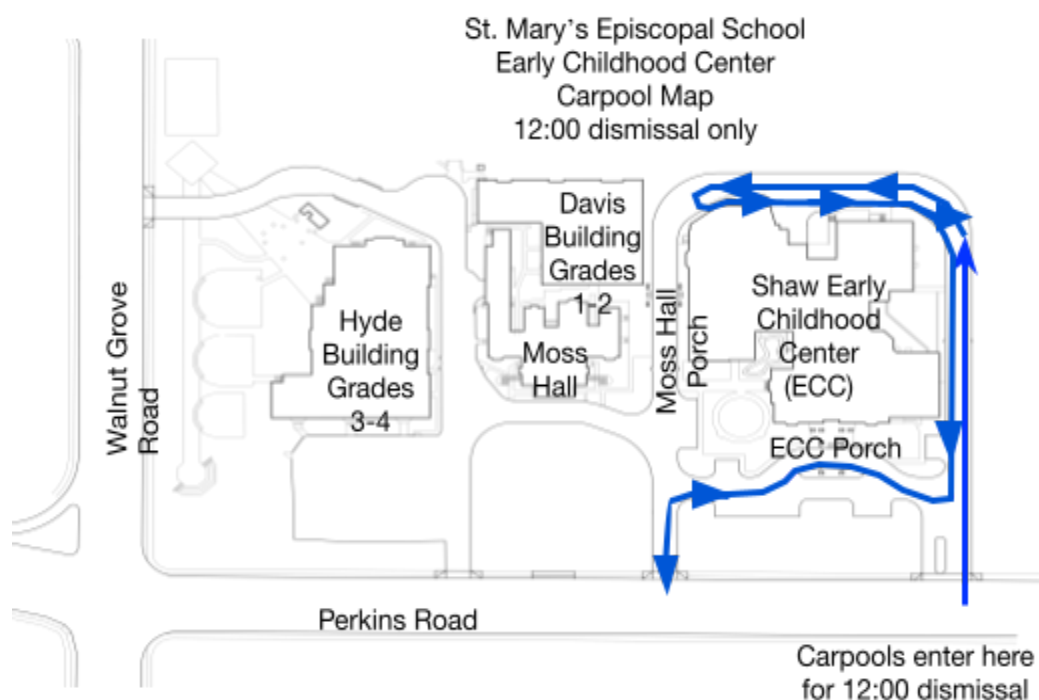 St. Mary’s Episcopal School
Early Childhood Center
Carpool Map
12:00 dismissal only
Davis
Building
Grades
1-2
Hyde
Building
Grades
3-4
Moss
Hall
Moss Hall
Porch
Shaw Early
Childhood
Center
(ECC)
ECC Porch
Walnut Grove
Road
Perkins Road
Carpools enter here
for 12:00 dismissal